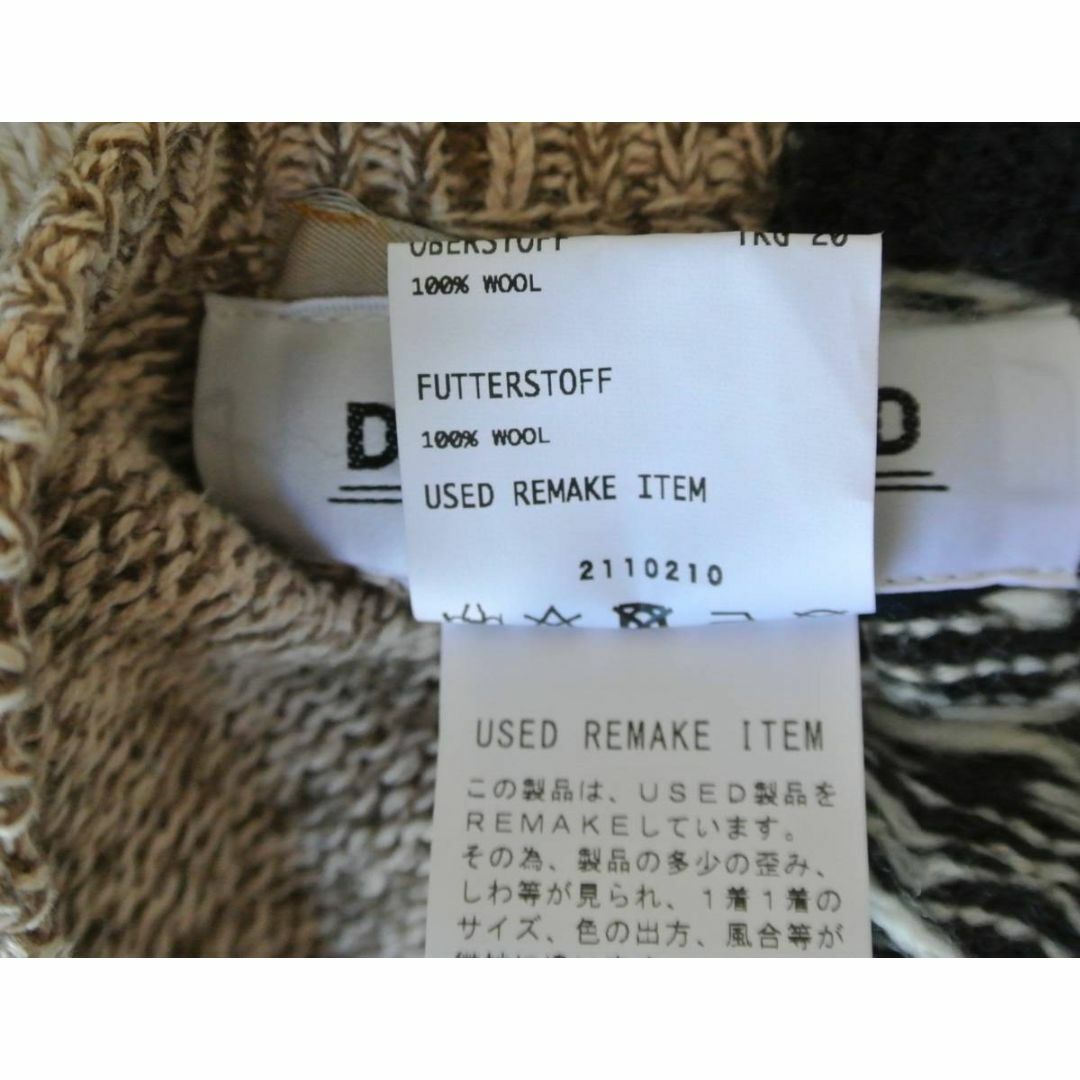 OBERSTOFF TRG 20
100% WOOL
FUTTERSTOFF
100% WOOL
D D
USED REMAKE ITEM
2110210
USED REMAKE ITEM
この製品は、USED製品を
REMAKEしています。
その為、製品の多少の歪み、
しわ等が見られ、1着1着の
サイズ、色の出方、風合等が